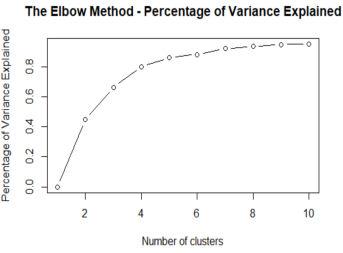 The Elbow Method - Percentage of Variance Explained
Percentage of Variance Explained
0.8
0.6
0.4
0.2
0.0
2 4 6 8 10
Number of clusters